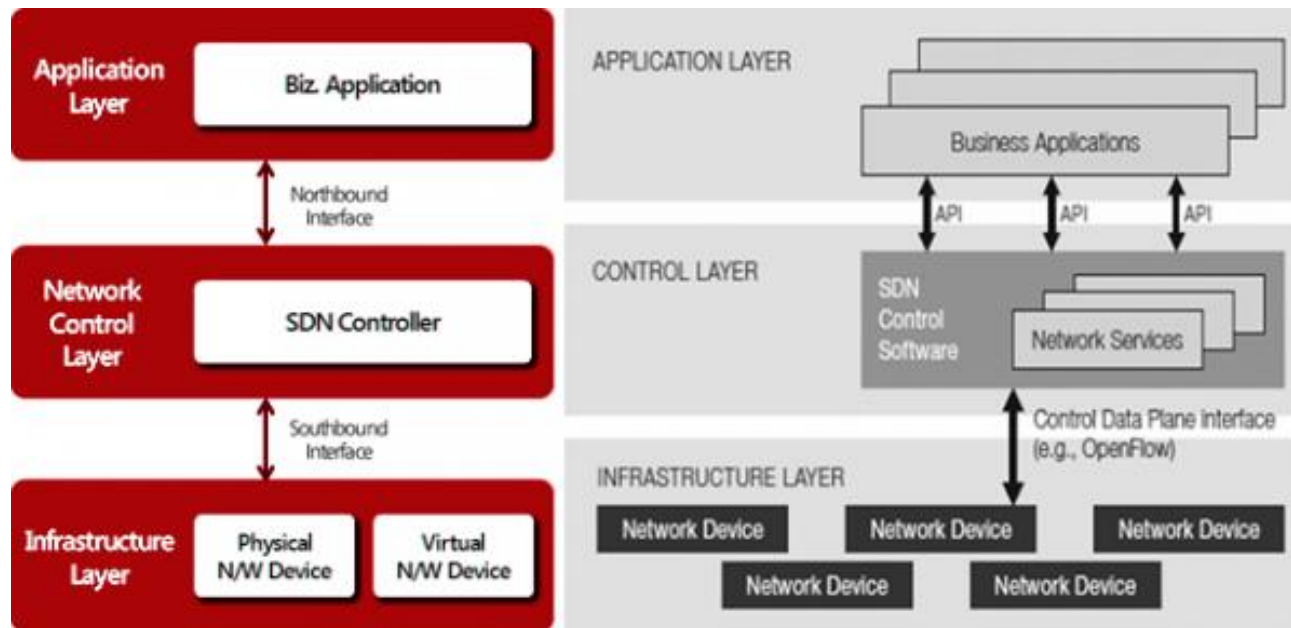 Application
Layer
Biz. Application
Northbound
Interface
Network
Control
Layer
SDN Controller
Southbound
Interface
Infrastructure
Layer
Physical
N/W Device
Virtual
N/W Device
APPLICATION LAYER
Business Applications
API
API
API
CONTROL LAYER
SDN
Control
Software
Network Services
Control Data Plane Interface
(e.g., OpenFlow)
INFRASTRUCTURE LAYER
Network Device
Network Device
Network Device
Network Device
Network Device